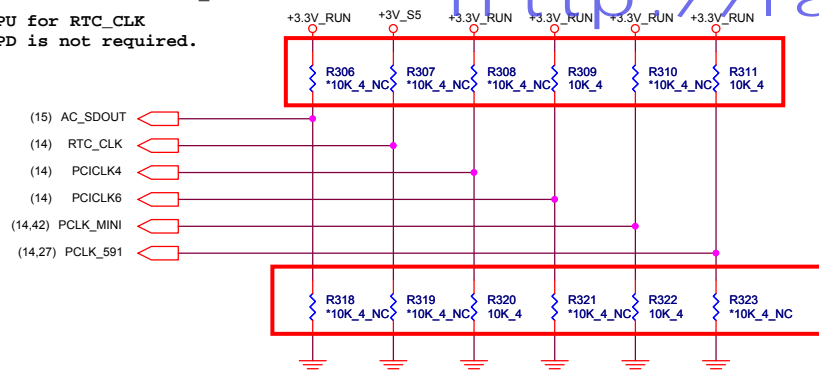 PU for RTC_CLK
PD is not required.
http://ra
+3.3V_RUN +3V_S5 +3.3V_RUN +3.3V_RUN +3.3V_RUN +3.3V_RUN
R306 R307 R308 R309 R310 R311
*10K_4_NC *10K_4_NC *10K_4_NC 10K_4 *10K_4_NC 10K_4
(15) AC_SDOUT
(14) RTC_CLK
(14) PCICLK4
(14) PCICLK6
(14,42) PCLK_MINI
(14,27) PCLK_591
R318 R319 R320 R321 R322 R323
*10K_4_NC *10K_4_NC 10K_4 *10K_4_NC 10K_4 *10K_4_NC